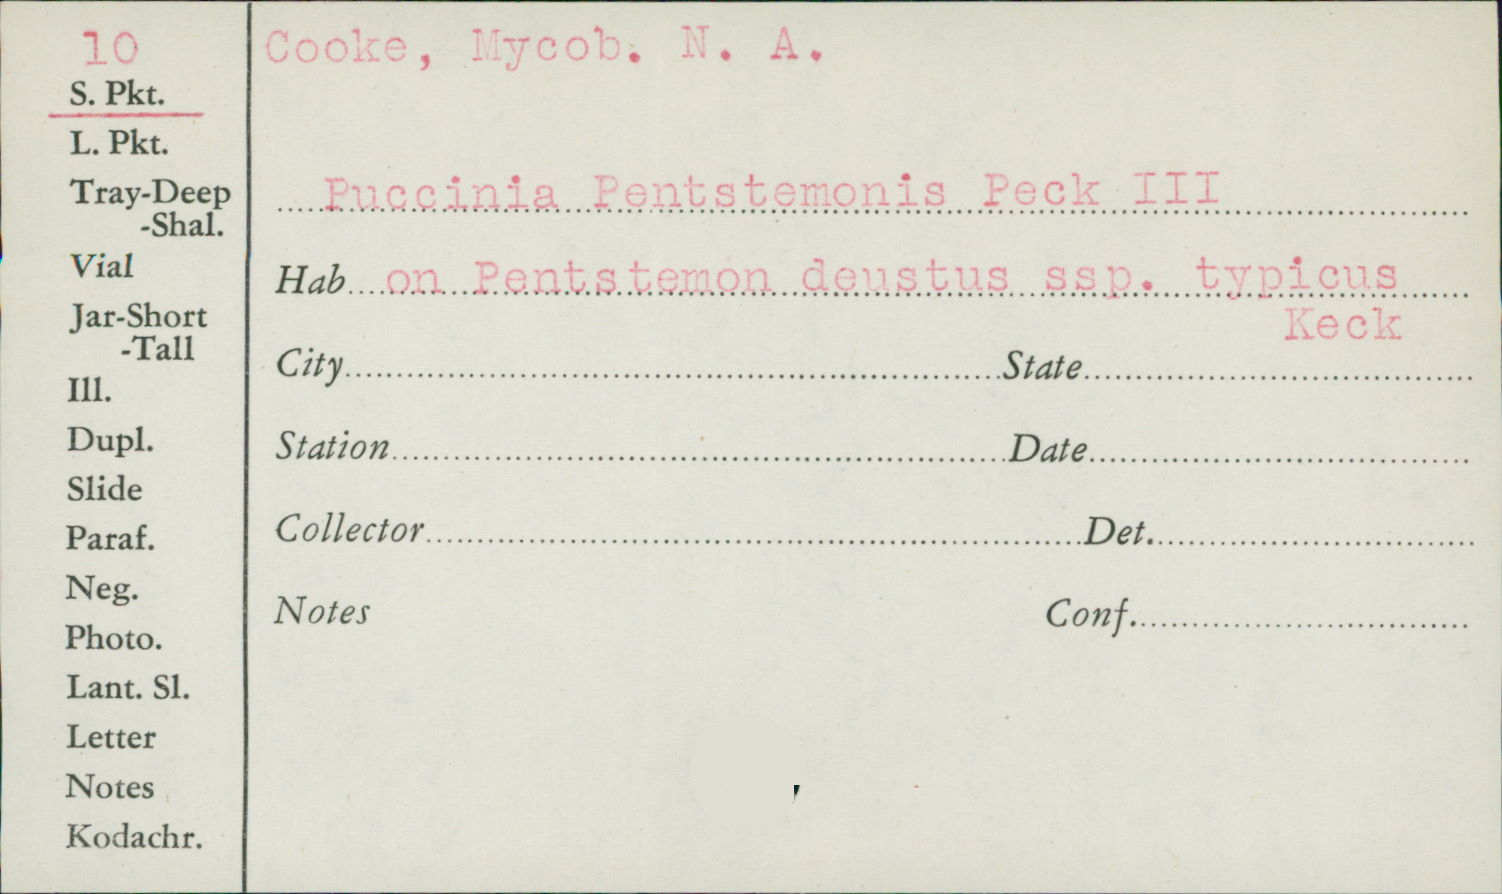 10
S. Pkt.
L. Pkt.
Tray-Deep
-Shal.
Vial
Jar-Short
-Tall
Ill.
Dupl.
Slide
Paraf.
Neg.
Photo.
Lant. Sl.
Letter
Notes
Kodachr.
Cooke, Mycob. N. A.
Puccinia Pentstemonis Peck III
Hab on Pentstemon deustus ssp. typicus
Keck
City State
Station Date
Collector Det.
Notes Conf.